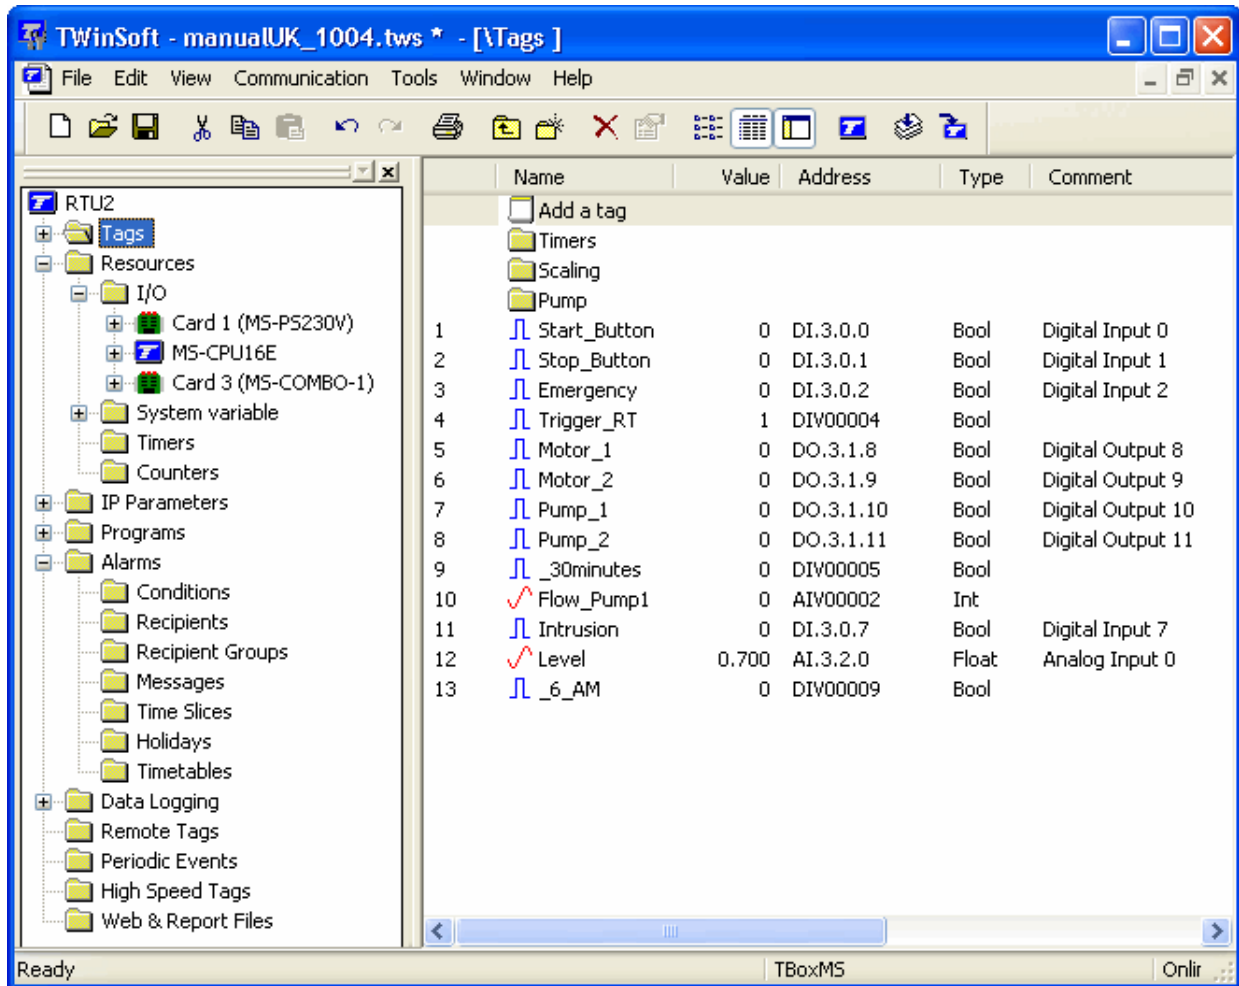 TWinSoft - manualUK_1004.tws * - [\Tags ]
File Edit View Communication Tools Window Help
RTU2
Tags
Resources
I/O
Card 1 (MS-PS230V)
MS-CPU16E
Card 3 (MS-COMBO-1)
System variable
Timers
Counters
IP Parameters
Programs
Alarms
Conditions
Recipients
Recipient Groups
Messages
Time Slices
Holidays
Timetables
Data Logging
Remote Tags
Periodic Events
High Speed Tags
Web & Report Files
Name Value Address Type Comment
Add a tag
Timers
Scaling
Pump
1 Start_Button 0 DI.3.0.0 Bool Digital Input 0
2 Stop_Button 0 DI.3.0.1 Bool Digital Input 1
3 Emergency 0 DI.3.0.2 Bool Digital Input 2
4 Trigger_RT 1 DIV00004 Bool
5 Motor_1 0 DO.3.1.8 Bool Digital Output 8
6 Motor_2 0 DO.3.1.9 Bool Digital Output 9
7 Pump_1 0 DO.3.1.10 Bool Digital Output 10
8 Pump_2 0 DO.3.1.11 Bool Digital Output 11
9 _30minutes 0 DIV00005 Bool
10 Flow_Pump1 0 AIV00002 Int
11 Intrusion 0 DI.3.0.7 Bool Digital Input 7
12 Level 0.700 AI.3.2.0 Float Analog Input 0
13 _6_AM 0 DIV00009 Bool
Ready TBoxMS Onlir